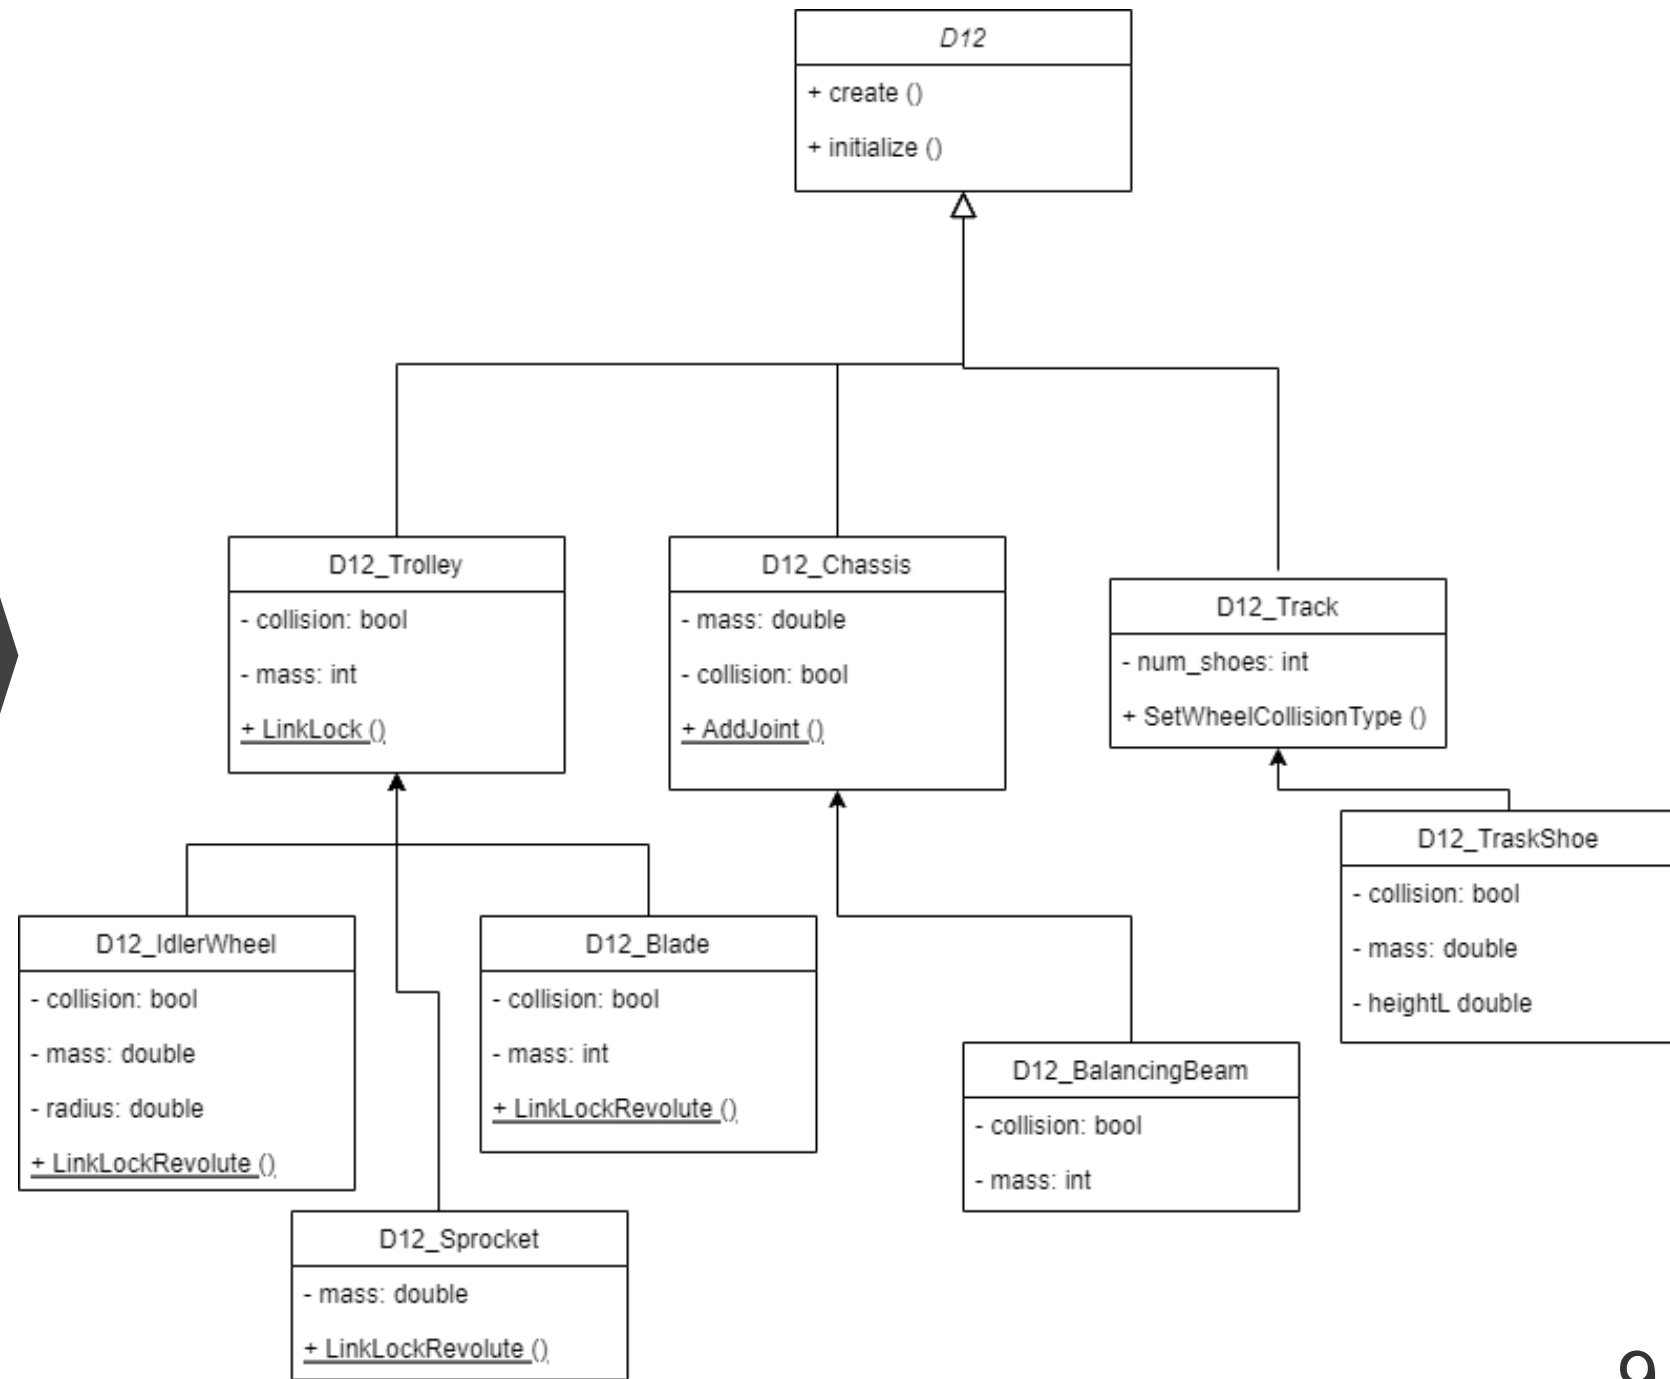 D12
+ create ()
+ initialize ()
D12_Trolley
- collision: bool
- mass: int
+ LinkLock ()
D12_Chassis
- mass: double
- collision: bool
+ AddJoint ()
D12_Track
- num_shoes: int
+ SetWheelCollisionType ()
D12_TraskShoe
- collision: bool
- mass: double
- heightL double
D12_IdlerWheel
- collision: bool
- mass: double
- radius: double
+ LinkLockRevolute ()
D12_Blade
- collision: bool
- mass: int
+ LinkLockRevolute ()
D12_BalancingBeam
- collision: bool
- mass: int
D12_Sprocket
- mass: double
+ LinkLockRevolute ()